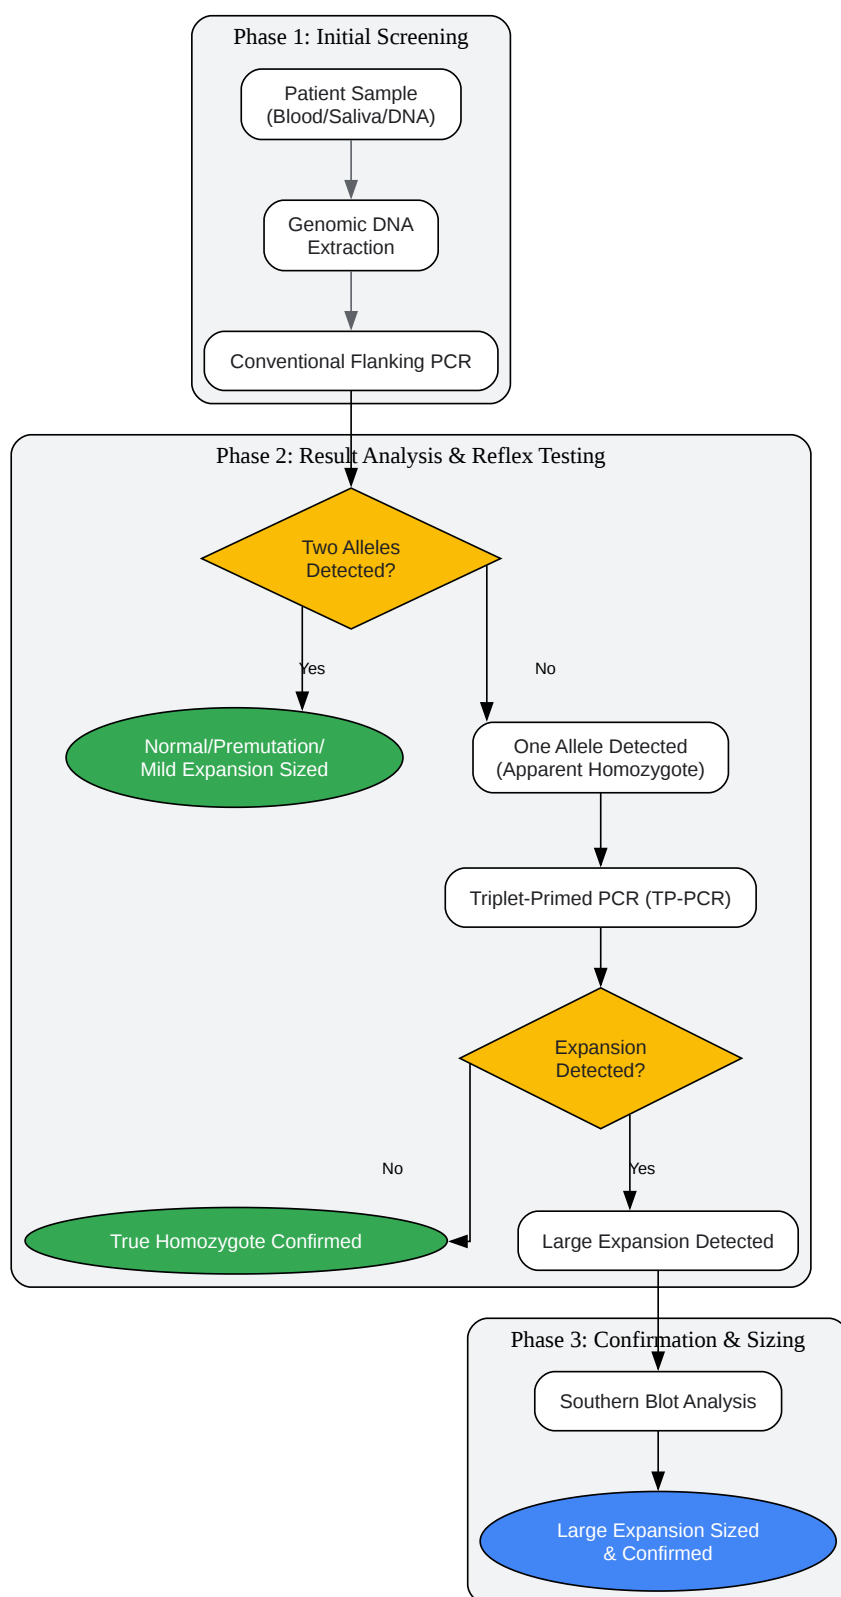 Phase 1: Initial Screening
Patient Sample
(Blood/Saliva/DNA)
Genomic DNA
Extraction
Conventional Flanking PCR
Phase 2: Result Analysis & Reflex Testing
Two Alleles
Detected?
Yes
No
Normal/Premutation/
Mild Expansion Sized
One Allele Detected
(Apparent Homozygote)
Triplet-Primed PCR (TP-PCR)
Expansion
Detected?
No
Yes
True Homozygote Confirmed
Large Expansion Detected
Phase 3: Confirmation & Sizing
Southern Blot Analysis
Large Expansion Sized
& Confirmed